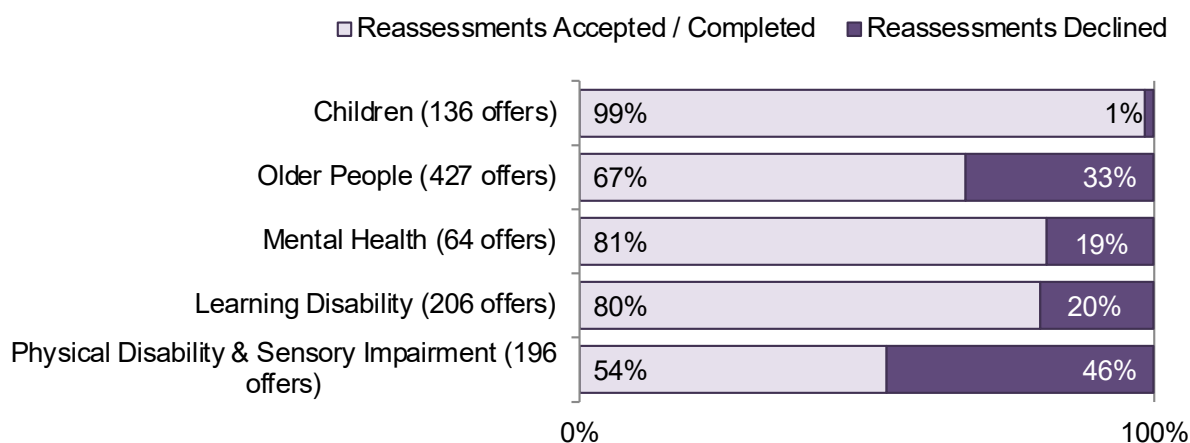 Reassessments Accepted / Completed Reassessments Declined
Children (136 offers) 99% 1%
Older People (427 offers) 67% 33%
Mental Health (64 offers) 81% 19%
Learning Disability (206 offers) 80% 20%
Physical Disability & Sensory Impairment (196
offers) 54% 46%
0% 100%